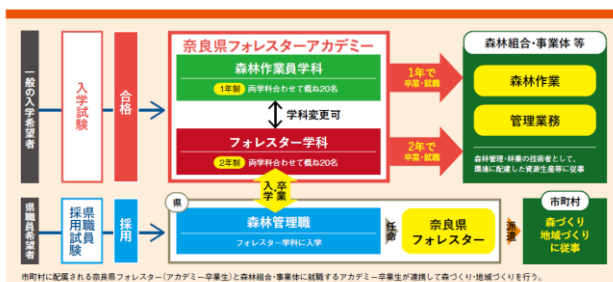 一般の入学希望者
入学試験
合格
奈良県フォレスターアカデミー
森林作業員学科
1年制 両学科合わせて概ね20名
学科変更可
フォレスター学科
2年制 両学科合わせて概ね20名
1年で
卒業・就職
2年で
卒業・就職
森林組合・事業体 等
森林作業
管理業務
森林管理・林業の技術者として、
環境に配慮した資源生産等に従事
入学
卒業
県職員希望者
県職員
採用試験
採用
県
森林管理職
フォレスター学科に入学
任命
奈良県
フォレスター
派遣
市町村
森づくり
地域づくり
に従事
市町村に配属される奈良県フォレスター(アカデミー卒業生)と森林組合・事業体に就職するアカデミー卒業生が連携して森づくり・地域づくりを行う。